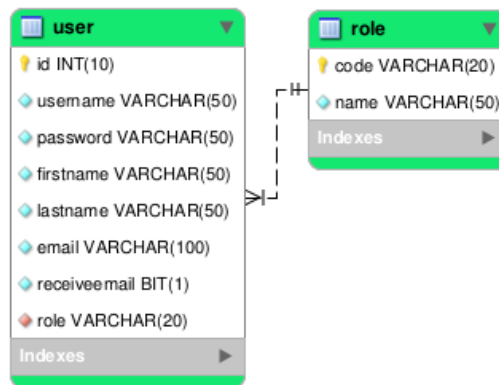 user
id INT(10)
username VARCHAR(50)
password VARCHAR(50)
firstname VARCHAR(50)
lastname VARCHAR(50)
email VARCHAR(100)
receiveemail BIT(1)
role VARCHAR(20)
Indexes
role
code VARCHAR(20)
name VARCHAR(50)
Indexes